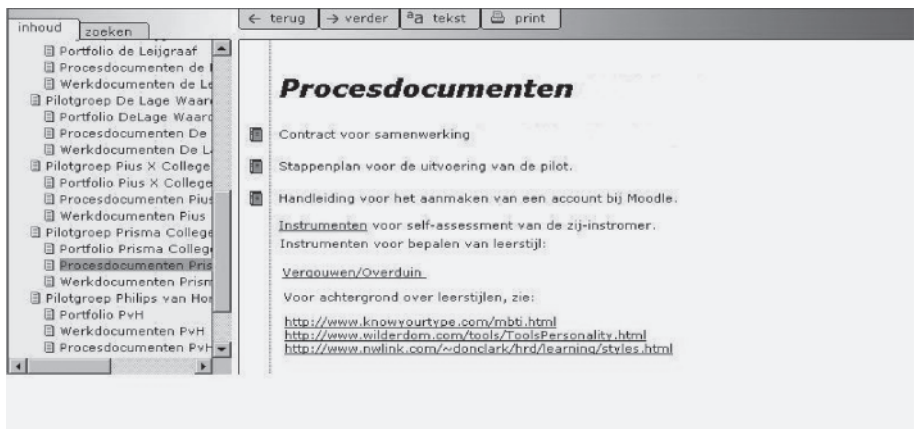 inhoud
zoeken
← terug → verder aa tekst print
Portfolio de Leijgraaf
Procesdocumenten de
Werkdocumenten de Le
Pilotgroep De Lage Waar
Portfolio DeLage Waard
Procesdocumenten De
Werkdocumenten De L
Pilotgroep Pius X College
Portfolio Pius X College
Procesdocumenten Pius
Werkdocumenten Pius
Pilotgroep Prisma College
Portfolio Prisma Colleg
Procesdocumenten Pris
Werkdocumenten Prism
Pilotgroep Philips van Hor
Portfolio PvH
Werkdocumenten PvH
Procesdocumenten PvH
Procesdocumenten
Contract voor samenwerking
Stappenplan voor de uitvoering van de pilot.
Handleiding voor het aanmaken van een account bij Moodle.
Instrumenten voor self-assessment van de zij-instromer.
Instrumenten voor bepalen van leerstijl:
Vergouwen/Overduin
Voor achtergrond over leerstijlen, zie:
http://www.knowyourtype.com/mbti.html
http://www.wilderdom.com/tools/ToolsPersonality.html
http://www.nwlink.com/~donclark/hrd/learning/styles.html